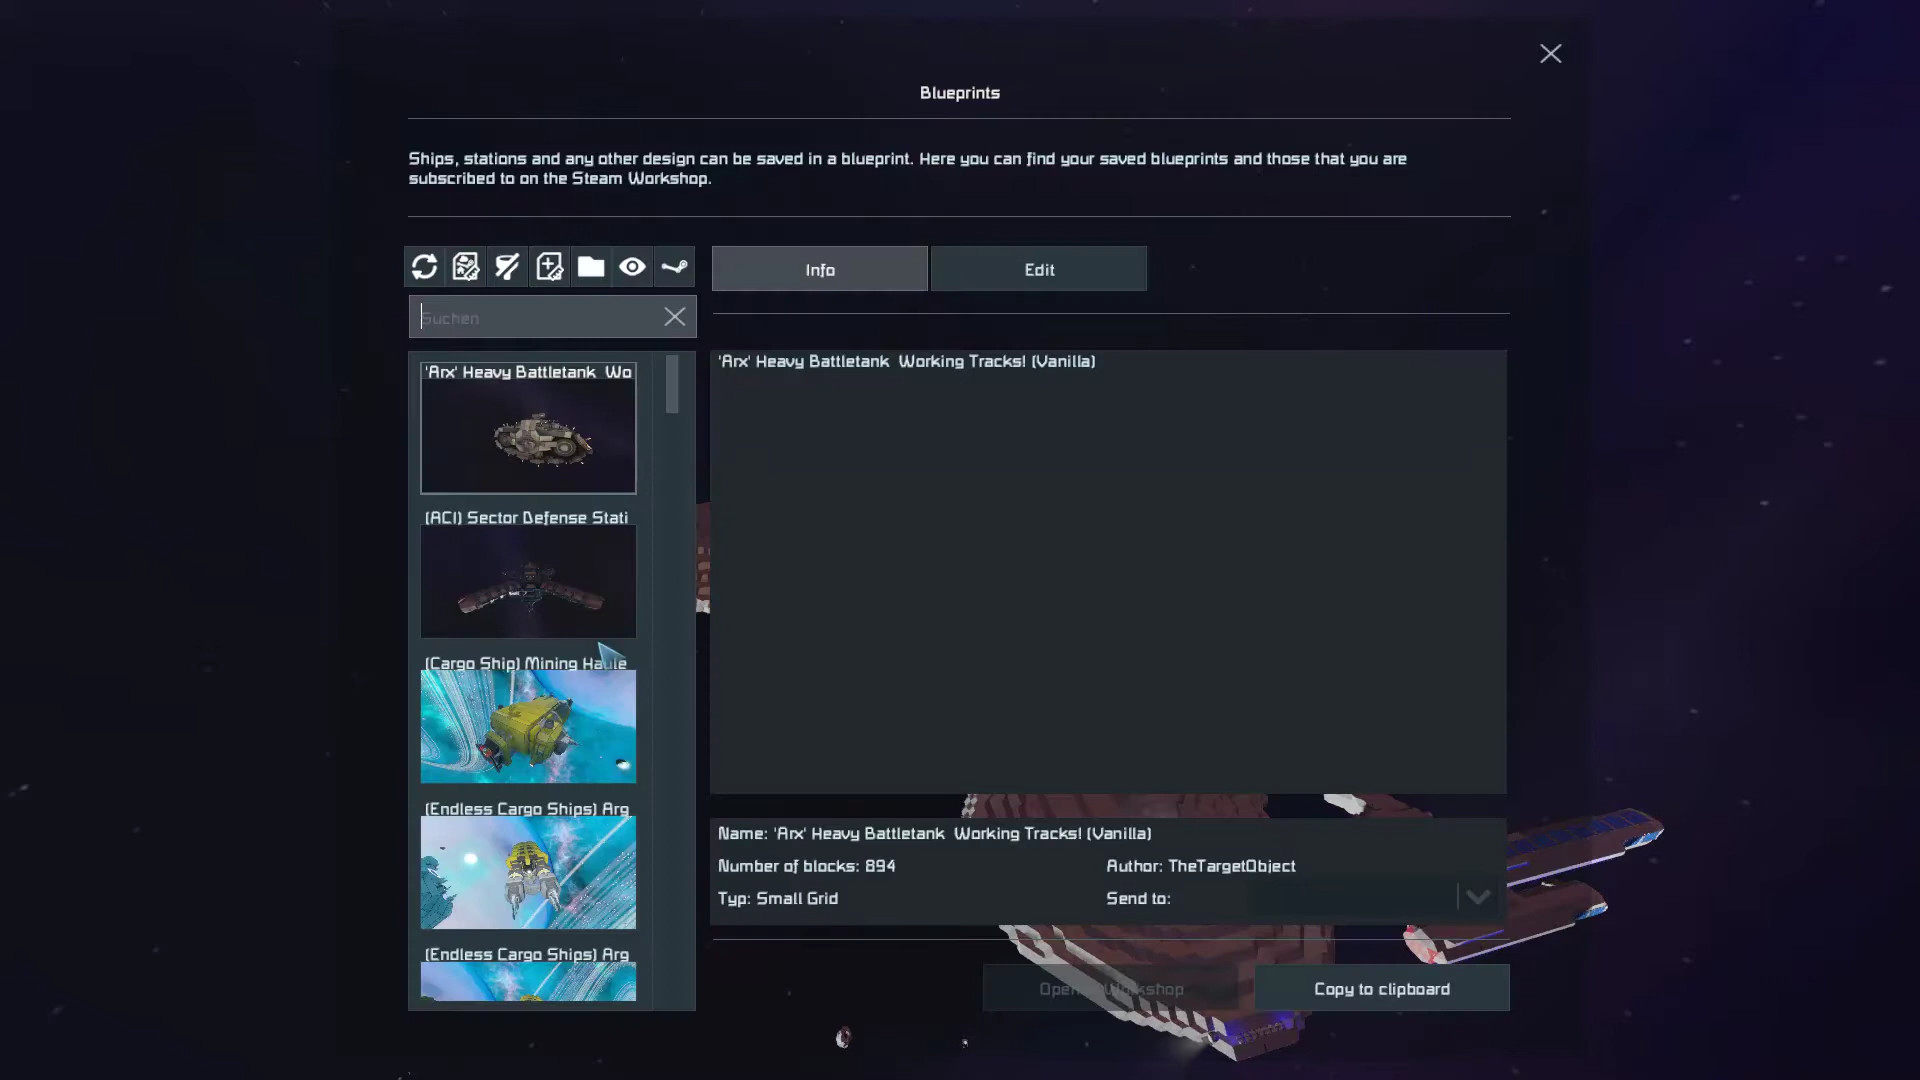 Blueprints
Ships, stations and any other design can be saved in a blueprint. Here you can find your saved blueprints and those that you are
subscribed to on the Steam Workshop.
Info
Edit
Suchen
'Arx' Heavy Battletank  Wo
'Arx' Heavy Battletank  Working Tracks! (Vanilla)
(ACI) Sector Defense Stati
(Cargo Ship) Mining Haule
(Endless Cargo Ships) Arg
(Endless Cargo Ships) Arg
Name: 'Arx' Heavy Battletank  Working Tracks! (Vanilla)
Number of blocks: 894
Author: TheTargetObject
Typ: Small Grid
Send to:
Open Workshop
Copy to clipboard